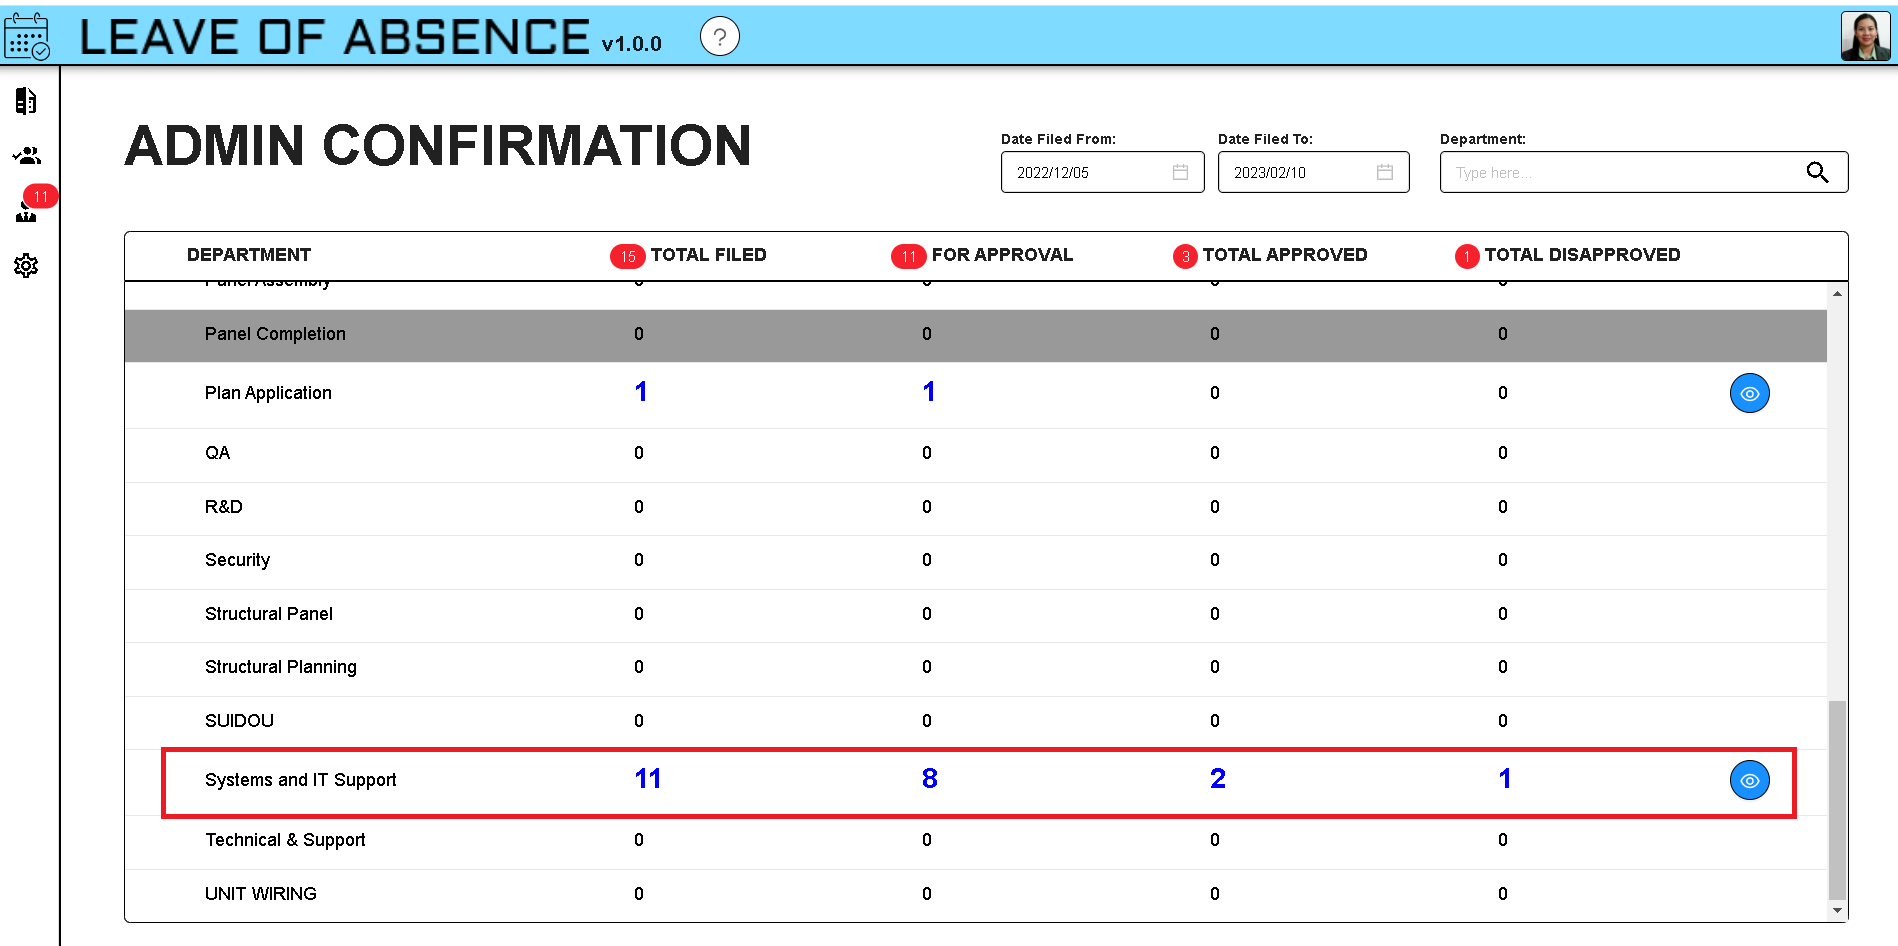 LEAVE OF ABSENCE v1.0.0 ?
ADMIN CONFIRMATION
Date Filed From: Date Filed To: Department:
2022/12/05 2023/02/10 Type here...
11
DEPARTMENT 15 TOTAL FILED 11 FOR APPROVAL 3 TOTAL APPROVED 1 TOTAL DISAPPROVED
Panel Assembly 0 0 0 0
Panel Completion 0 0 0 0
Plan Application 1 1 0 0
QA 0 0 0 0
R&D 0 0 0 0
Security 0 0 0 0
Structural Panel 0 0 0 0
Structural Planning 0 0 0 0
SUIDOU 0 0 0 0
Systems and IT Support 11 8 2 1
Technical & Support 0 0 0 0
UNIT WIRING 0 0 0 0